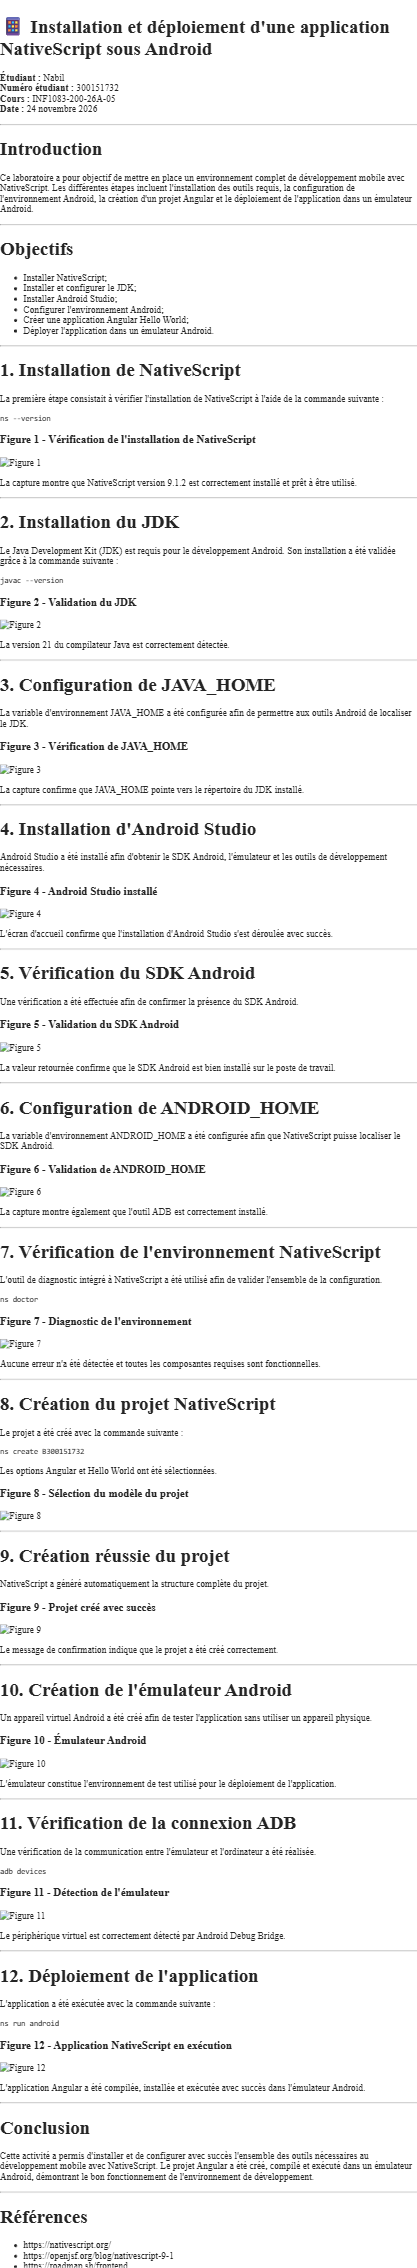 Installation et déploiement d'une application
NativeScript sous Android
Étudiant : Nabil
Numéro étudiant : 300151732
Cours : INF1083-200-26A-05
Date : 24 novembre 2026
Introduction
Ce laboratoire a pour objectif de mettre en place un environnement complet de développement mobile avec
NativeScript. Les différentes étapes incluent l'installation des outils requis, la configuration de
l'environnement Android, la création d'un projet Angular et le déploiement de l'application dans un émulateur
Android.
Objectifs
• Installer NativeScript;
• Installer et configurer le JDK;
• Installer Android Studio;
• Configurer l'environnement Android;
• Créer une application Angular Hello World;
• Déployer l'application dans un émulateur Android.
1. Installation de NativeScript
La première étape consistait à vérifier l'installation de NativeScript à l'aide de la commande suivante :
ns --version
Figure 1 - Vérification de l'installation de NativeScript
Figure 1
La capture montre que NativeScript version 9.1.2 est correctement installé et prêt à être utilisé.
2. Installation du JDK
Le Java Development Kit (JDK) est requis pour le développement Android. Son installation a été validée
grâce à la commande suivante :
javac --version
Figure 2 - Validation du JDK
Figure 2
La version 21 du compilateur Java est correctement détectée.
3. Configuration de JAVA_HOME
La variable d'environnement JAVA_HOME a été configurée afin de permettre aux outils Android de localiser
le JDK.
Figure 3 - Vérification de JAVA_HOME
Figure 3
La capture confirme que JAVA_HOME pointe vers le répertoire du JDK installé.
4. Installation d'Android Studio
Android Studio a été installé afin d'obtenir le SDK Android, l'émulateur et les outils de développement
nécessaires.
Figure 4 - Android Studio installé
Figure 4
L'écran d'accueil confirme que l'installation d'Android Studio s'est déroulée avec succès.
5. Vérification du SDK Android
Une vérification a été effectuée afin de confirmer la présence du SDK Android.
Figure 5 - Validation du SDK Android
Figure 5
La valeur retournée confirme que le SDK Android est bien installé sur le poste de travail.
6. Configuration de ANDROID_HOME
La variable d'environnement ANDROID_HOME a été configurée afin que NativeScript puisse localiser le
SDK Android.
Figure 6 - Validation de ANDROID_HOME
Figure 6
La capture montre également que l'outil ADB est correctement installé.
7. Vérification de l'environnement NativeScript
L'outil de diagnostic intégré à NativeScript a été utilisé afin de valider l'ensemble de la configuration.
ns doctor
Figure 7 - Diagnostic de l'environnement
Figure 7
Aucune erreur n'a été détectée et toutes les composantes requises sont fonctionnelles.
8. Création du projet NativeScript
Le projet a été créé avec la commande suivante :
ns create B300151732
Les options Angular et Hello World ont été sélectionnées.
Figure 8 - Sélection du modèle du projet
Figure 8
9. Création réussie du projet
NativeScript a généré automatiquement la structure complète du projet.
Figure 9 - Projet créé avec succès
Figure 9
Le message de confirmation indique que le projet a été créé correctement.
10. Création de l'émulateur Android
Un appareil virtuel Android a été créé afin de tester l'application sans utiliser un appareil physique.
Figure 10 - Émulateur Android
Figure 10
L'émulateur constitue l'environnement de test utilisé pour le déploiement de l'application.
11. Vérification de la connexion ADB
Une vérification de la communication entre l'émulateur et l'ordinateur a été réalisée.
adb devices
Figure 11 - Détection de l'émulateur
Figure 11
Le périphérique virtuel est correctement détecté par Android Debug Bridge.
12. Déploiement de l'application
L'application a été exécutée avec la commande suivante :
ns run android
Figure 12 - Application NativeScript en exécution
Figure 12
L'application Angular a été compilée, installée et exécutée avec succès dans l'émulateur Android.
Conclusion
Cette activité a permis d'installer et de configurer avec succès l'ensemble des outils nécessaires au
développement mobile avec NativeScript. Le projet Angular a été créé, compilé et exécuté dans un émulateur
Android, démontrant le bon fonctionnement de l'environnement de développement.
Références
• https://nativescript.org/
• https://openjsf.org/blog/nativescript-9-1
• https://roadmap.sh/frontend